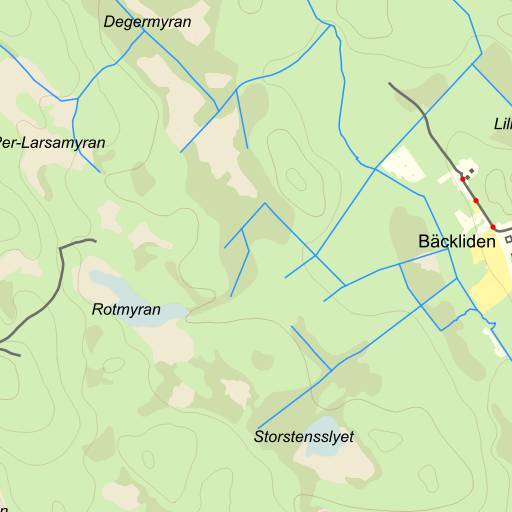 Degermyran
Per-Larsamyran
Bäckliden
Rotmyran
Storstensslyet